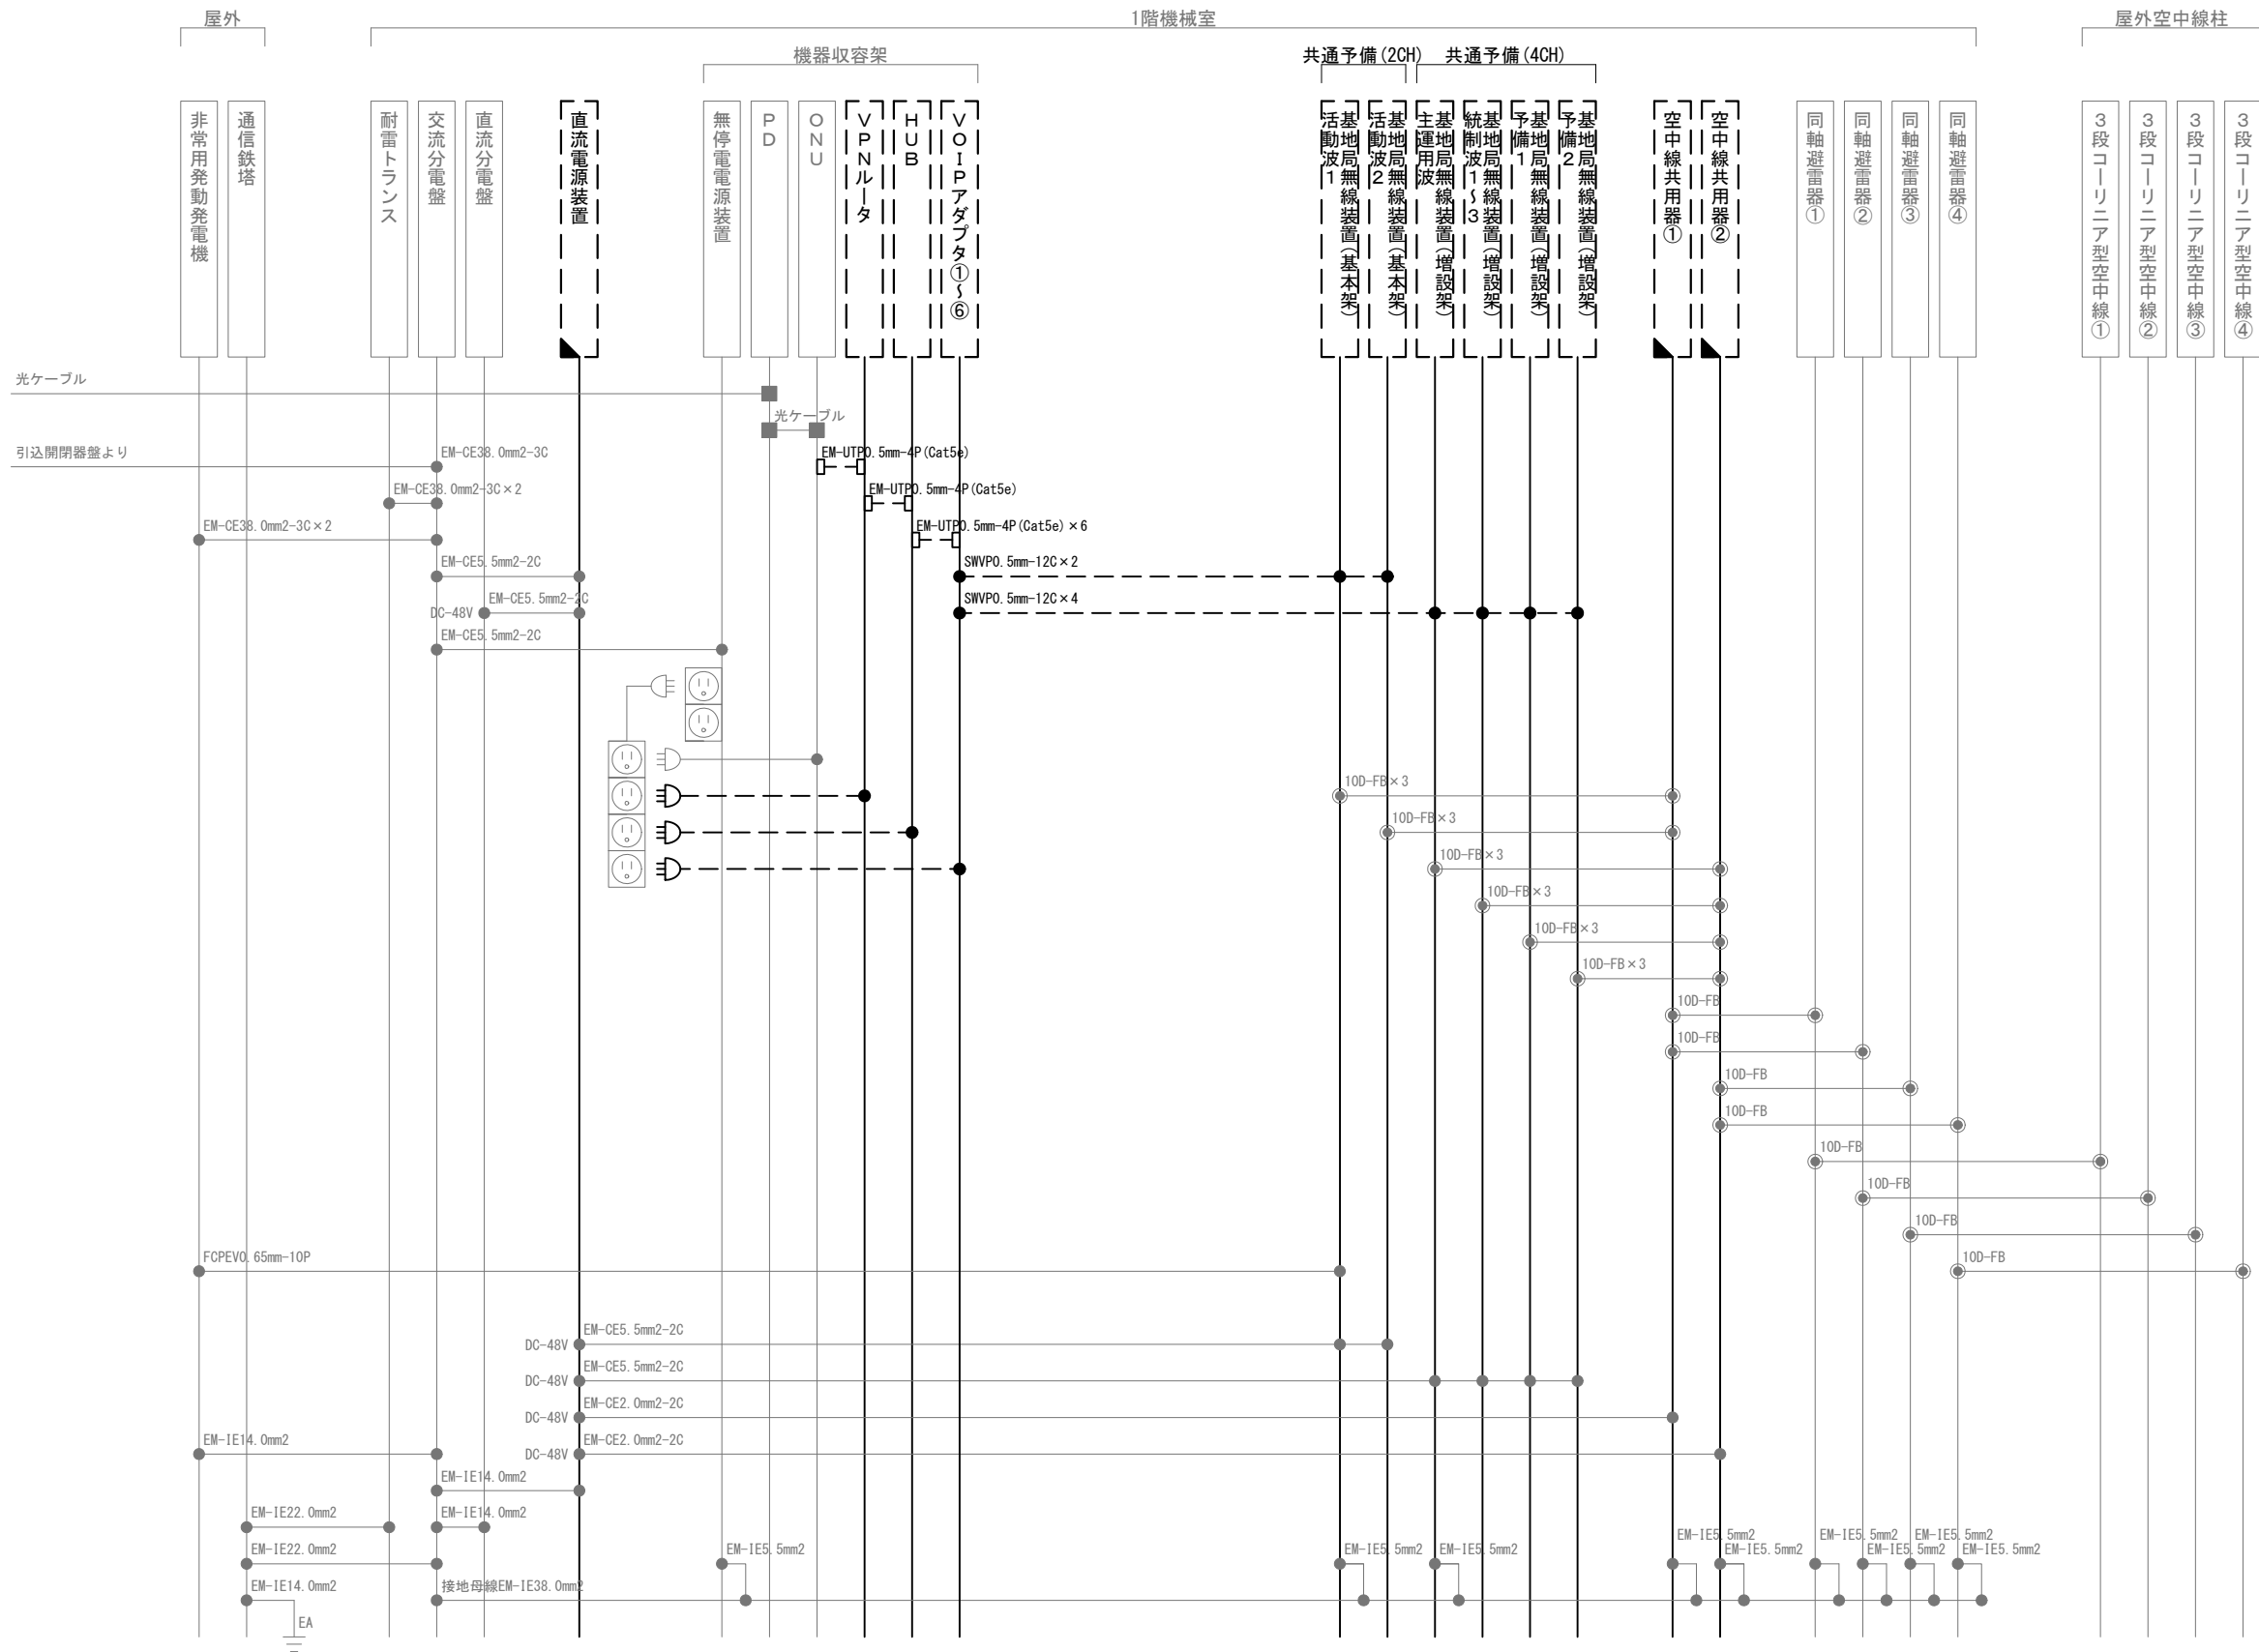 屋外
1階機械室
屋外空中線柱
機器収容架
共通予備(2CH)
共通予備(4CH)
非常用発動発電機
通信鉄塔
耐雷トランス
交流分電盤
直流分電盤
直流電源装置
無停電電源装置
PD
ONU
VPNルータ
HUB
VOIPアダプタ①~⑥
基地局無線装置(基本架)
活動波1
基地局無線装置(基本架)
活動波2
基地局無線装置(増設架)
主運用波
基地局無線装置(増設架)
統制波1~3
基地局無線装置(増設架)
予備1
基地局無線装置(増設架)
予備2
空中線共用器①
空中線共用器②
同軸避雷器①
同軸避雷器②
同軸避雷器③
同軸避雷器④
3段コーリニア型空中線①
3段コーリニア型空中線②
3段コーリニア型空中線③
3段コーリニア型空中線④
光ケーブル
光ケーブル
引込開閉器盤より
EM-CE38.0mm2-3C
EM-UTP0.5mm-4P(Cat5e)
EM-CE38.0mm2-3C×2
EM-UTP0.5mm-4P(Cat5e)
EM-CE38.0mm2-3C×2
EM-UTP0.5mm-4P(Cat5e)×6
EM-CE5.5mm2-2C
SWVP0.5mm-12C×2
DC-48V
EM-CE5.5mm2-2C
SWVP0.5mm-12C×4
EM-CE5.5mm2-2C
10D-FB×3
10D-FB×3
10D-FB×3
10D-FB×3
10D-FB×3
10D-FB×3
10D-FB
10D-FB
10D-FB
10D-FB
10D-FB
10D-FB
10D-FB
FCPEV0.65mm-10P
10D-FB
DC-48V
EM-CE5.5mm2-2C
DC-48V
EM-CE5.5mm2-2C
DC-48V
EM-CE2.0mm2-2C
EM-IE14.0mm2
DC-48V
EM-CE2.0mm2-2C
EM-IE14.0mm2
EM-IE22.0mm2
EM-IE14.0mm2
EM-IE5.5mm2
EM-IE5.5mm2
EM-IE5.5mm2
EM-IE22.0mm2
EM-IE5.5mm2
EM-IE5.5mm2
EM-IE5.5mm2
EM-IE5.5mm2
EM-IE5.5mm2
EM-IE5.5mm2
EM-IE14.0mm2
接地母線EM-IE38.0mm2
EA